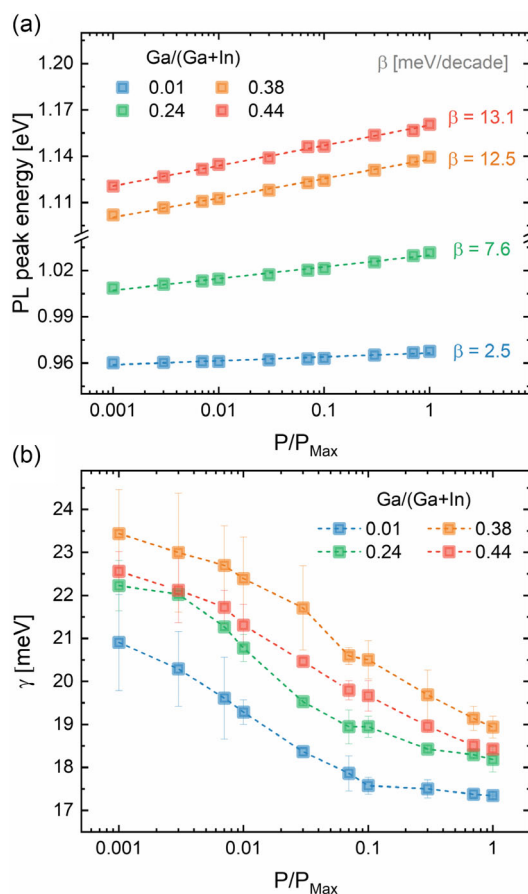 (a)
Ga/(Ga+In)
β [meV/decade]
0.01 0.38
0.24 0.44
1.20
1.17
1.14
1.11
1.02
0.99
0.96
PL peak energy [eV]
β = 13.1
β = 12.5
β = 7.6
β = 2.5
0.001 0.01 0.1 1
P/P_Max
(b)
Ga/(Ga+In)
0.01 0.38
0.24 0.44
24
23
22
21
20
19
18
17
γ [meV]
0.001 0.01 0.1 1
P/P_Max